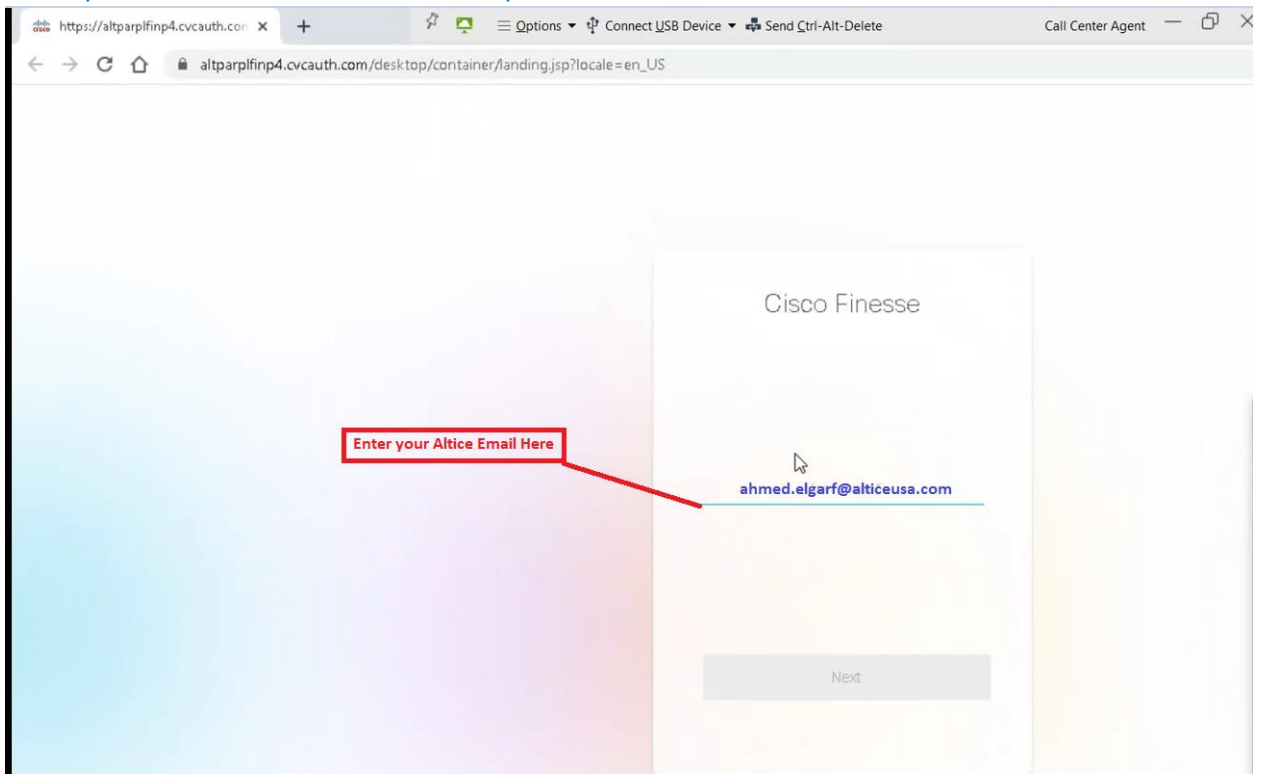 https://altparplfinp4.cvcauth.con
Options Connect USB Device Send Ctrl-Alt-Delete Call Center Agent
altparplfinp4.cvcauth.com/desktop/container/landing.jsp?locale=en_US
Cisco Finesse
Enter your Altice Email Here
ahmed.elgarf@alticeusa.com
Next